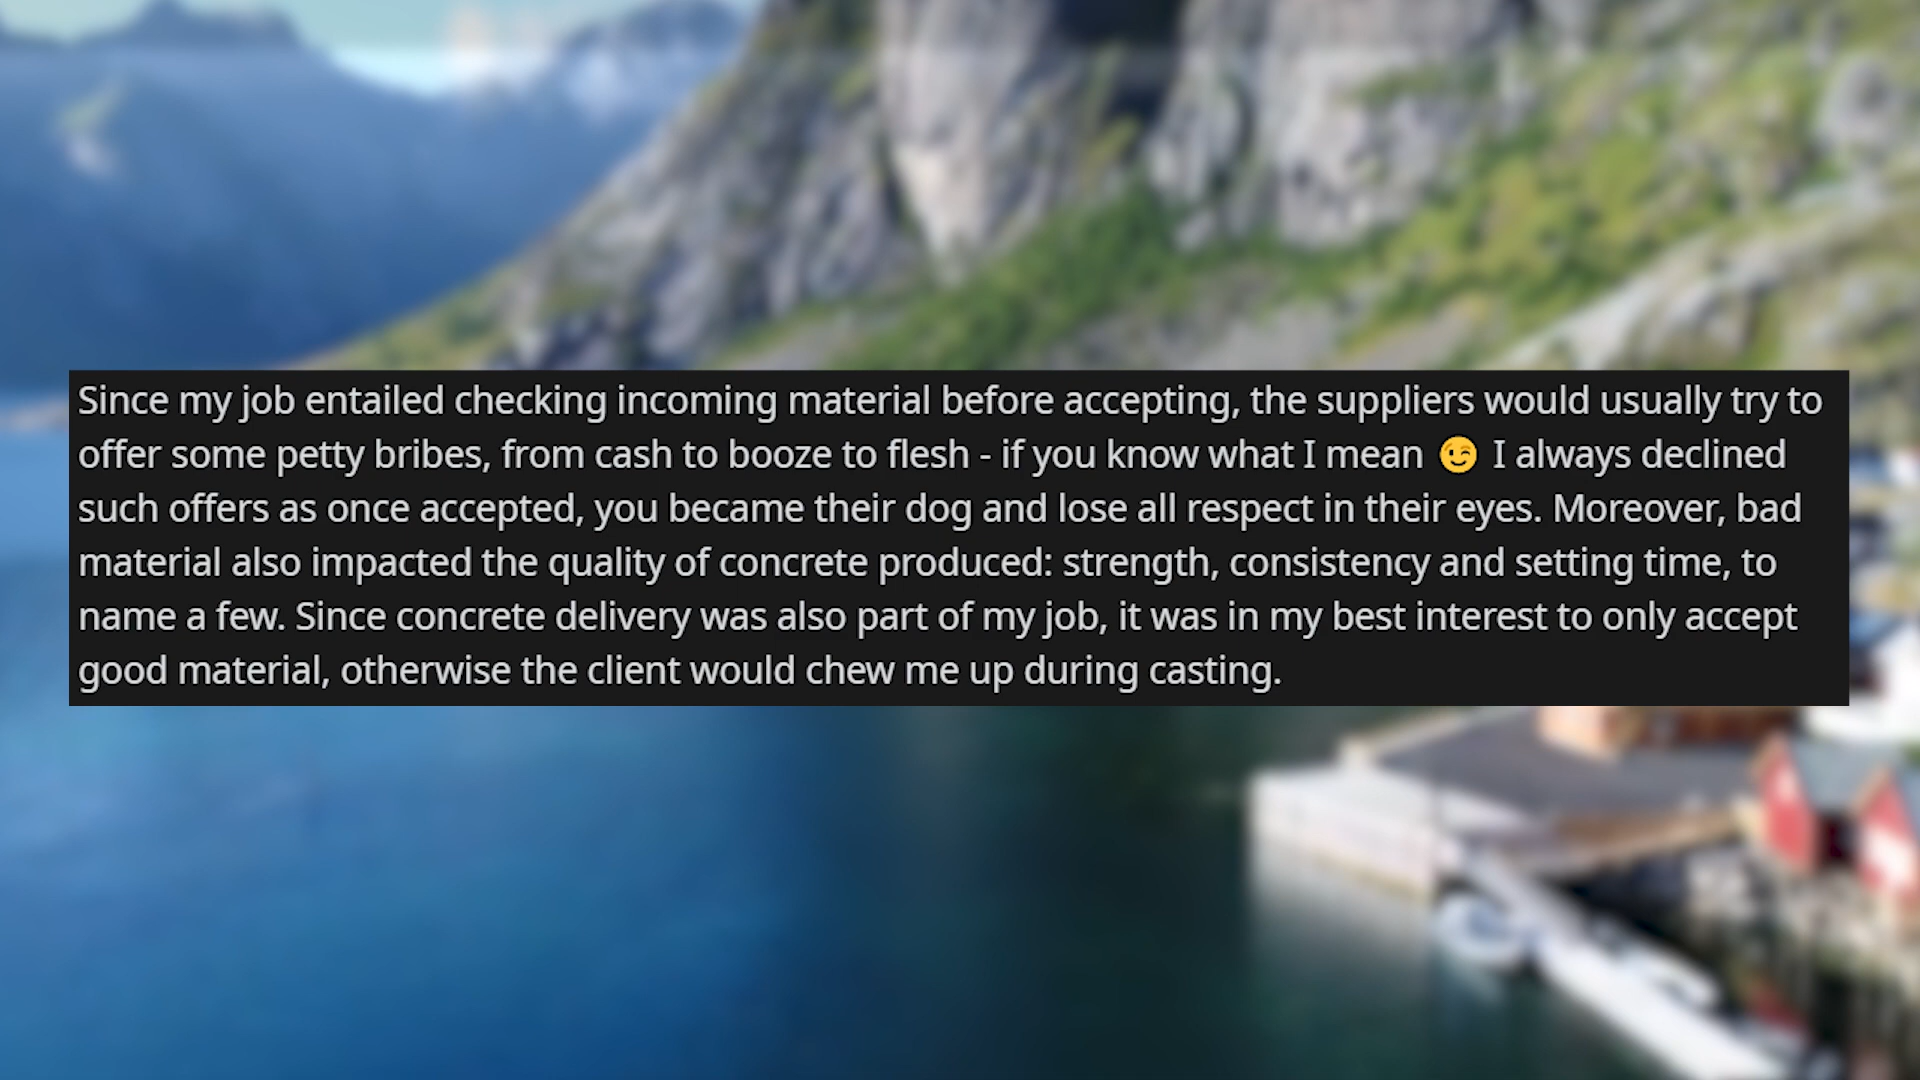 Since my job entailed checking incoming material before accepting, the suppliers would usually try to
offer some petty bribes, from cash to booze to flesh - if you know what I mean 😉 I always declined
such offers as once accepted, you became their dog and lose all respect in their eyes. Moreover, bad
material also impacted the quality of concrete produced: strength, consistency and setting time, to
name a few. Since concrete delivery was also part of my job, it was in my best interest to only accept
good material, otherwise the client would chew me up during casting.